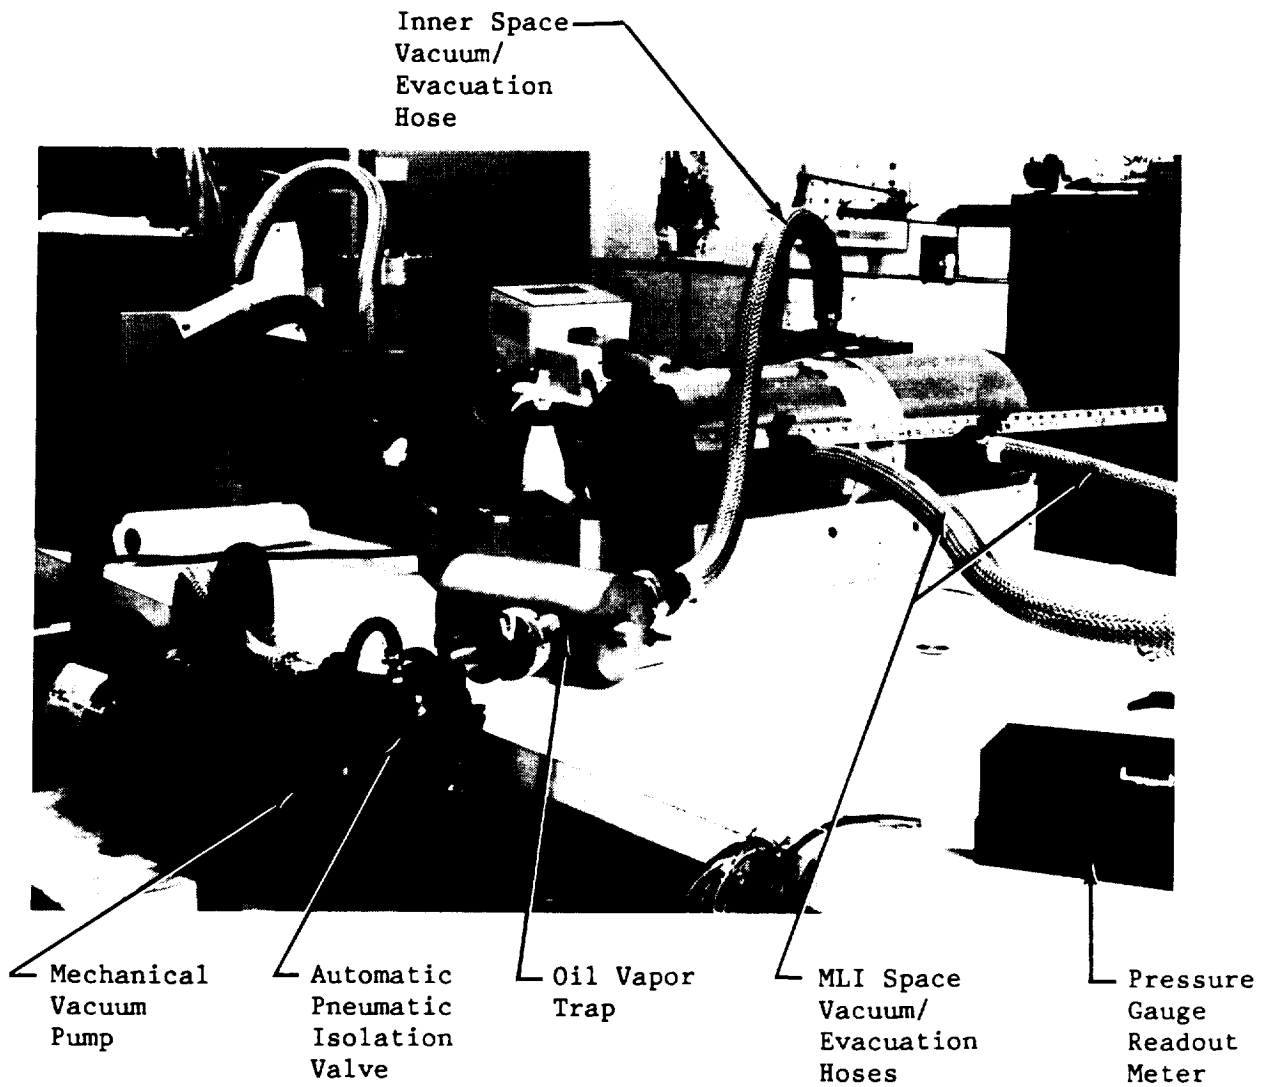 Inner Space
Vacuum/
Evacuation
Hose
Mechanical
Vacuum
Pump
Automatic
Pneumatic
Isolation
Valve
Oil Vapor
Trap
MLI Space
Vacuum/
Evacuation
Hoses
Pressure
Gauge
Readout
Meter